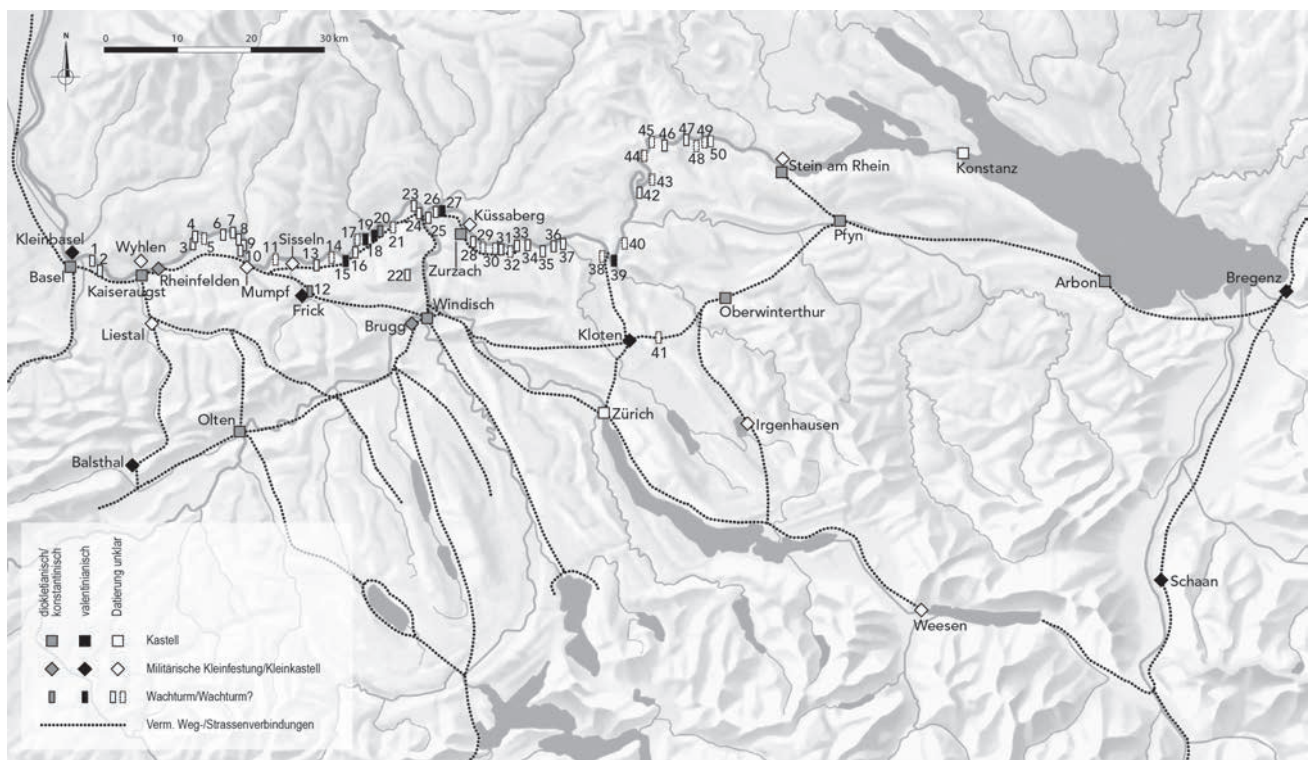 N
0 10 20 30 km
45 46 47 49
44 48 50
Stein am Rhein
Konstanz
43
42
23 26 27
Küssaberg
20 24 25
4 6 7 8
Kleinbasel
Wyhlen
Sisseln
17 19
21
29 31 33 36
1
3 5 9
11 13 14
18
28 30 32 34 35 37
40
Pfyn
2
10
15 16
22
Zurzach
38 39
Basel
Kaiseraugst
Rheinfelden
Mumpf
12
Frick
Windisch
Arbon
Bregenz
Oberwinterthur
Liestal
Brugg
Kloten
41
Olten
Zürich
Irgenhausen
Balsthal
Schaan
Weesen
diokletianisch/
konstantinisch
valentinianisch
Datierung unklar
Kastell
Militärische Kleinfestung/Kleinkastell
Wachturm/Wachturm?
Verm. Weg-/Strassenverbindungen